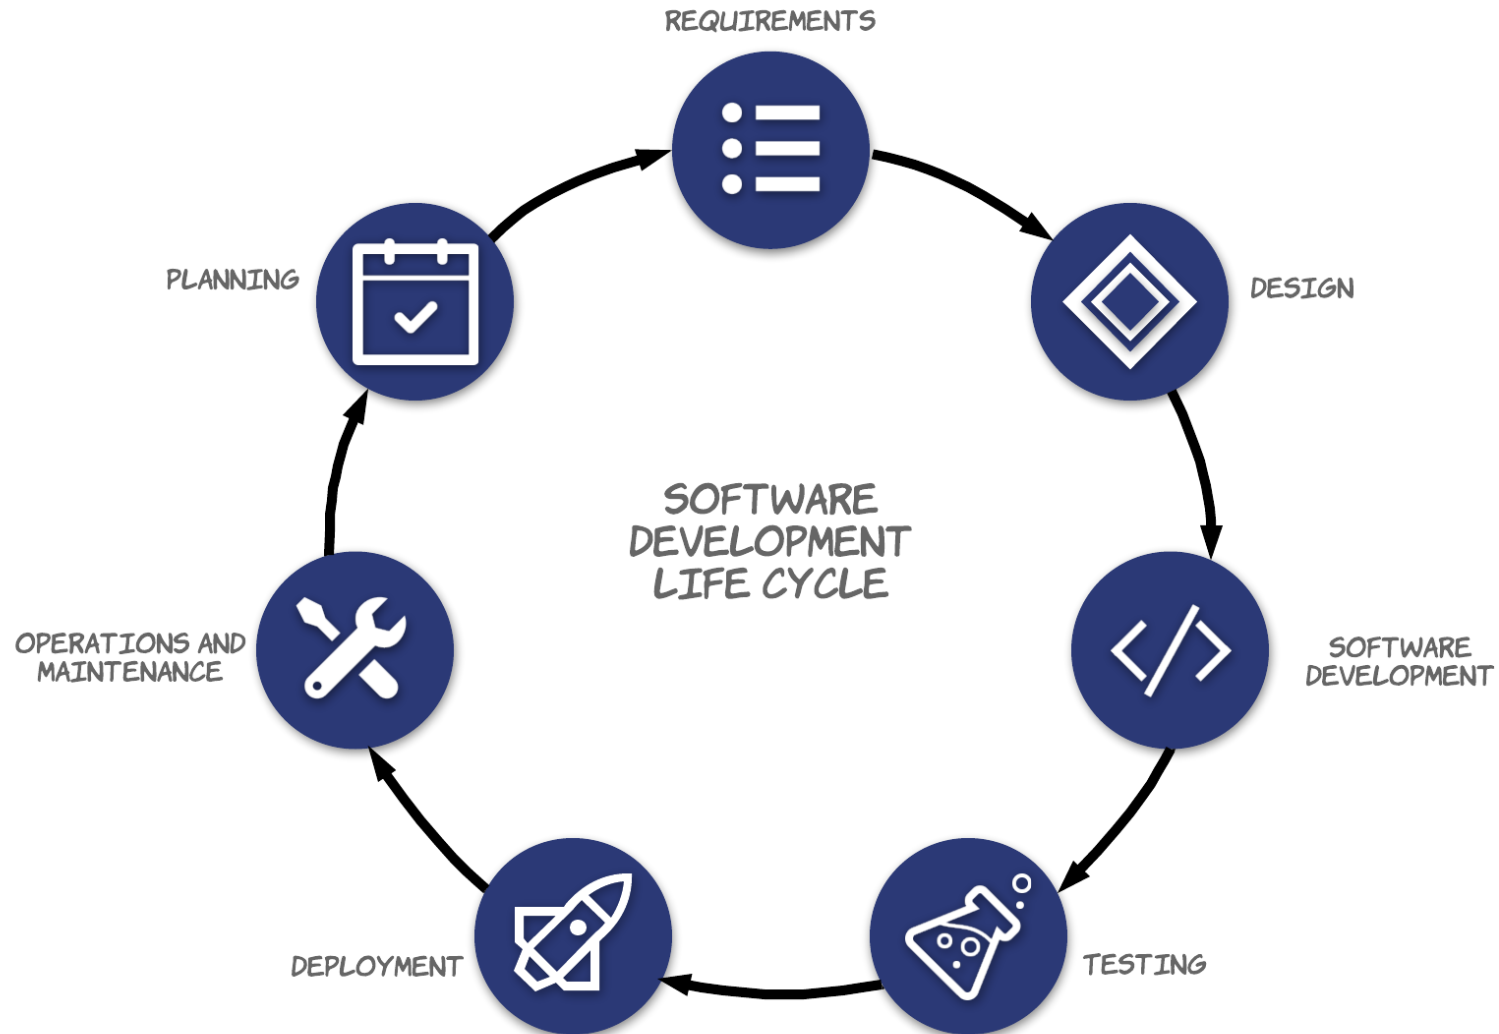 REQUIREMENTS
PLANNING
DESIGN
SOFTWARE
DEVELOPMENT
LIFE CYCLE
OPERATIONS AND
MAINTENANCE
SOFTWARE
DEVELOPMENT
DEPLOYMENT
TESTING